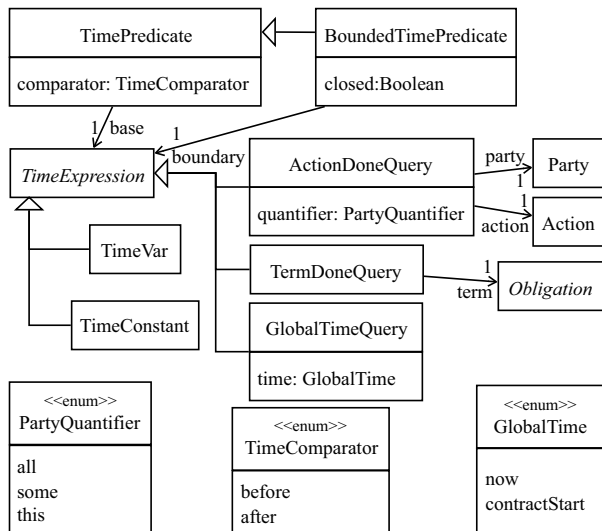 TimePredicate
comparator: TimeComparator
BoundedTimePredicate
closed:Boolean
1 base
1
boundary
TimeExpression
TimeVar
TimeConstant
ActionDoneQuery
quantifier: PartyQuantifier
party
1
Party
1
action
Action
TermDoneQuery
1
term
Obligation
GlobalTimeQuery
time: GlobalTime
<<enum>>
PartyQuantifier
all
some
this
<<enum>>
TimeComparator
before
after
<<enum>>
GlobalTime
now
contractStart